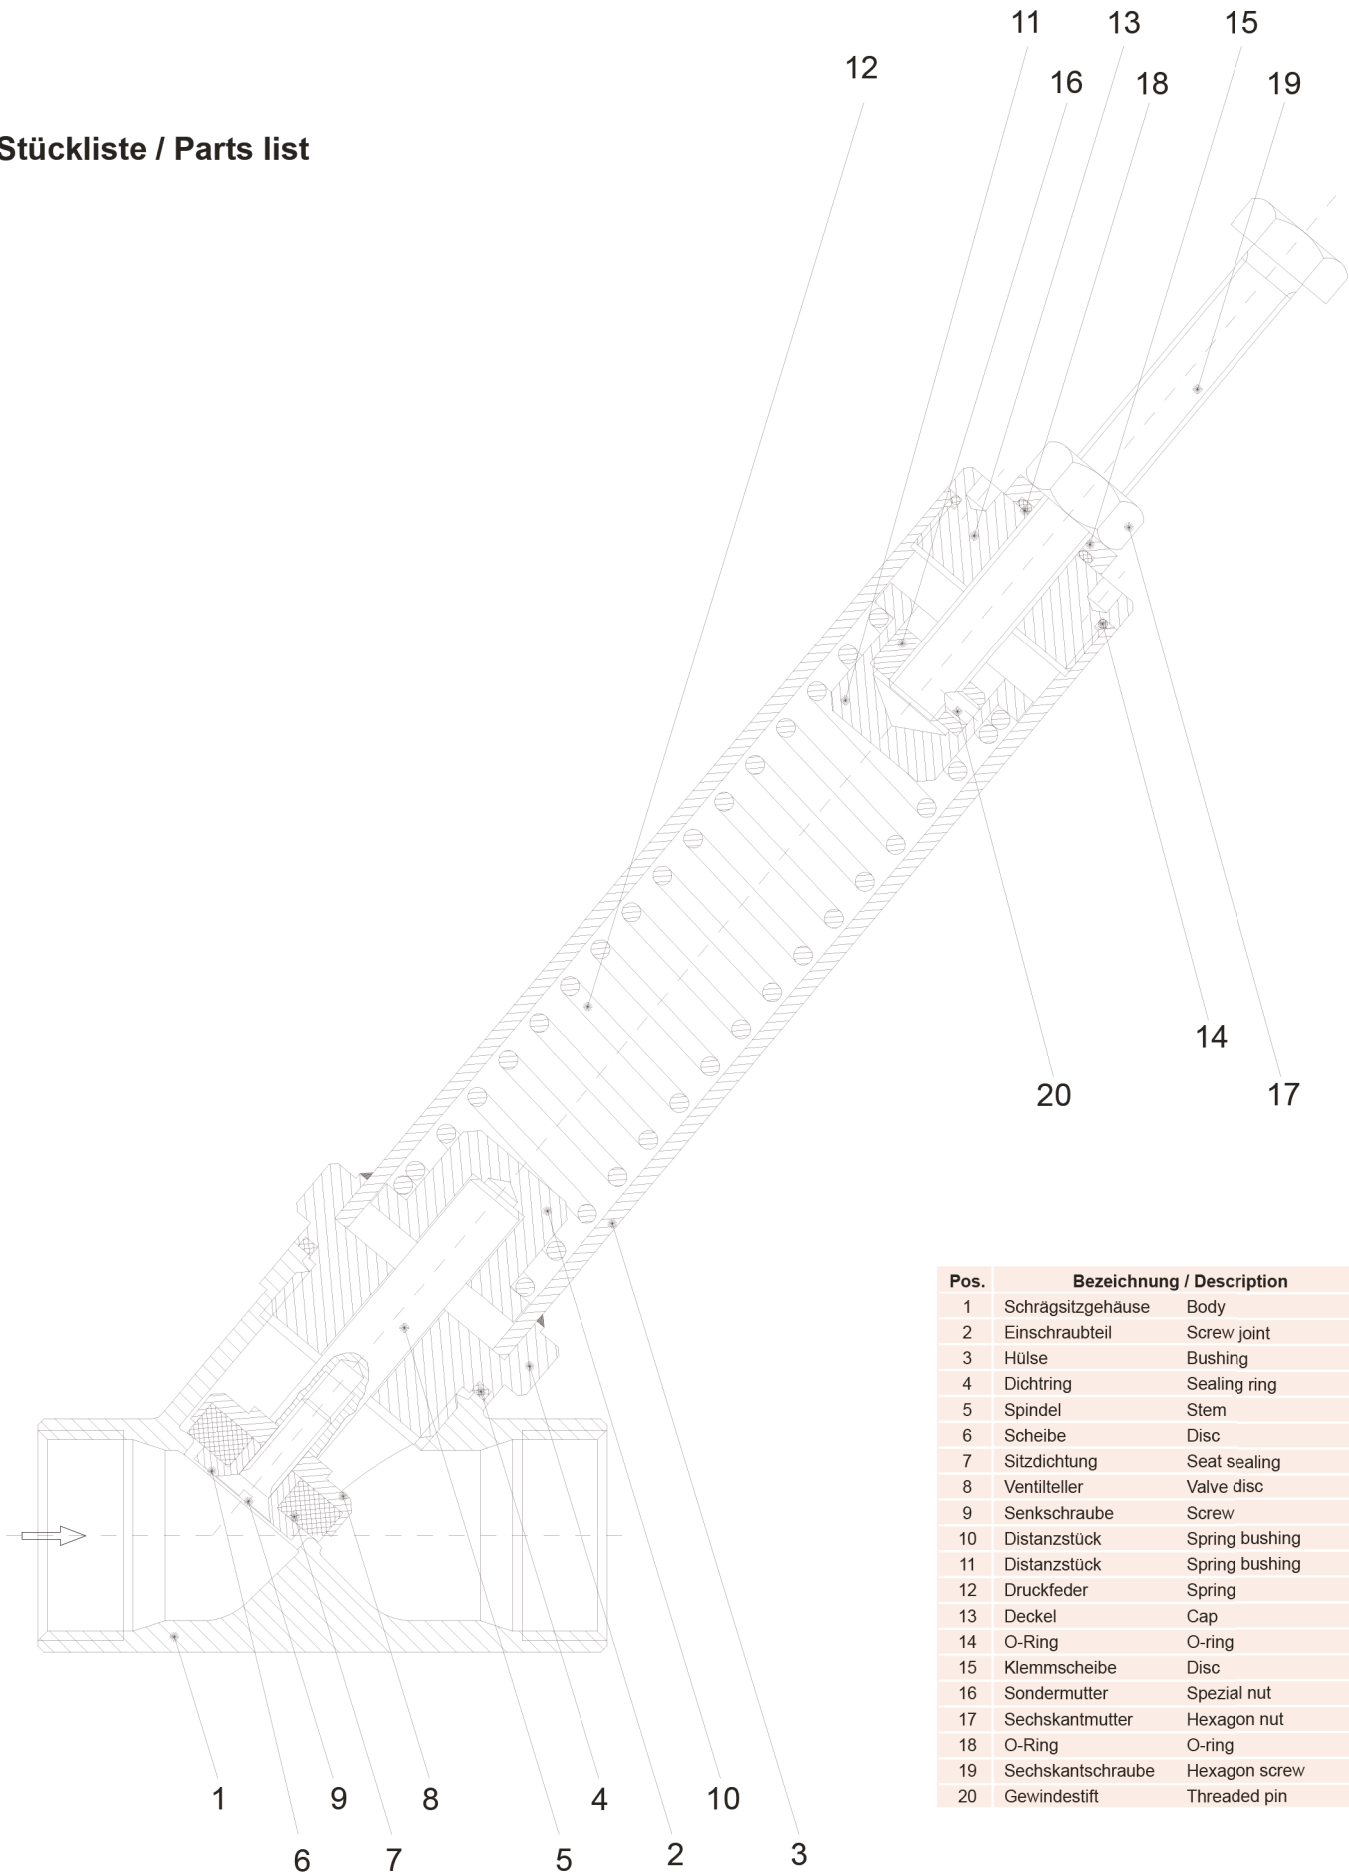 11 13 15
12 16 18 19
Stückliste / Parts list
14
20 17
Pos. Bezeichnung / Description
1 Schrägsitzgehäuse Body
2 Einschraubteil Screw joint
3 Hülse Bushing
4 Dichtring Sealing ring
5 Spindel Stem
6 Scheibe Disc
7 Sitzdichtung Seat sealing
8 Ventilteller Valve disc
9 Senkschraube Screw
10 Distanzstück Spring bushing
11 Distanzstück Spring bushing
12 Druckfeder Spring
13 Deckel Cap
14 O-Ring O-ring
15 Klemmscheibe Disc
16 Sondermutter Spezial nut
17 Sechskantmutter Hexagon nut
18 O-Ring O-ring
19 Sechskantschraube Hexagon screw
20 Gewindestift Threaded pin
1 9 8 4 10
6 7 5 2 3